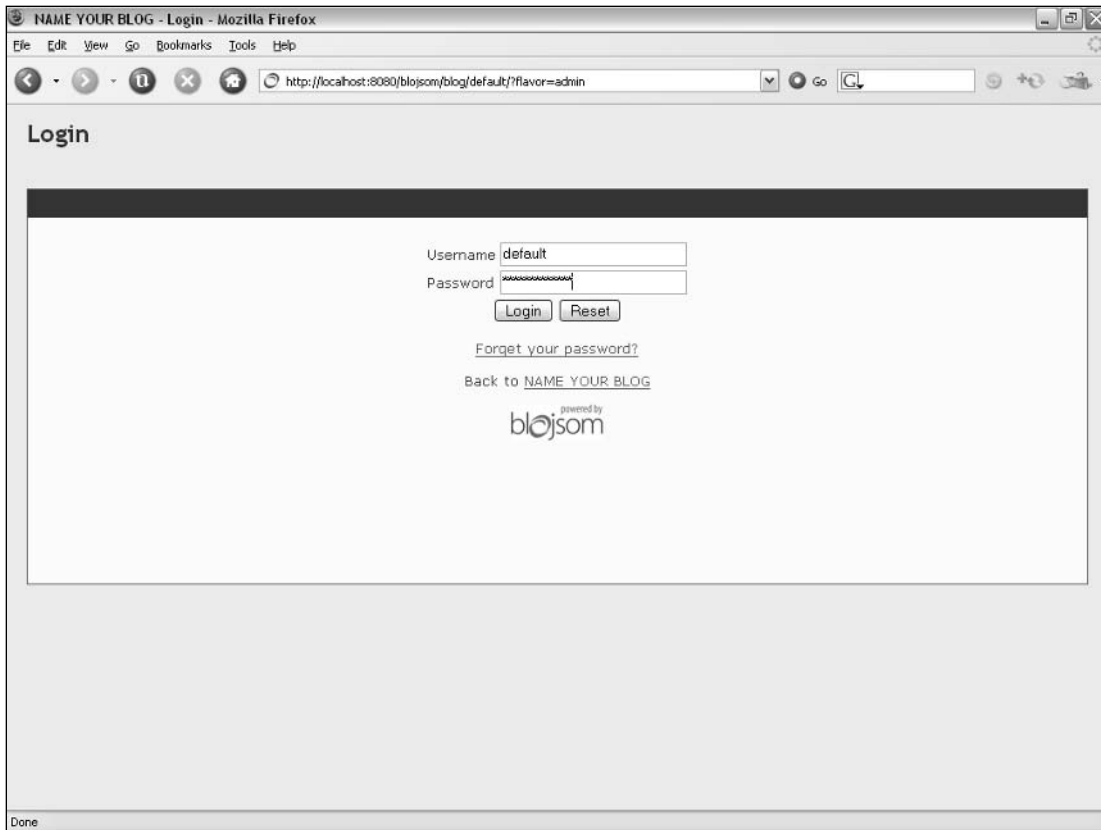 NAME YOUR BLOG - Login - Mozilla Firefox
File Edit View Go Bookmarks Tools Help
http://localhost:8080/blojsom/blog/default/?flavor=admin Go G
Login
Username default
Password *************
Login Reset
Forget your password?
Back to NAME YOUR BLOG
powered by
blojsom
Done